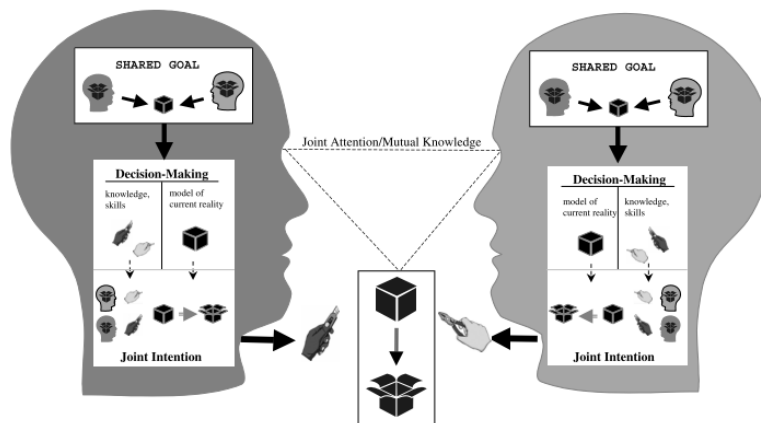 SHARED GOAL
Decision-Making
knowledge,
skills
model of
current reality
Joint Intention
Joint Attention/Mutual Knowledge
SHARED GOAL
Decision-Making
model of
current reality
knowledge,
skills
Joint Intention